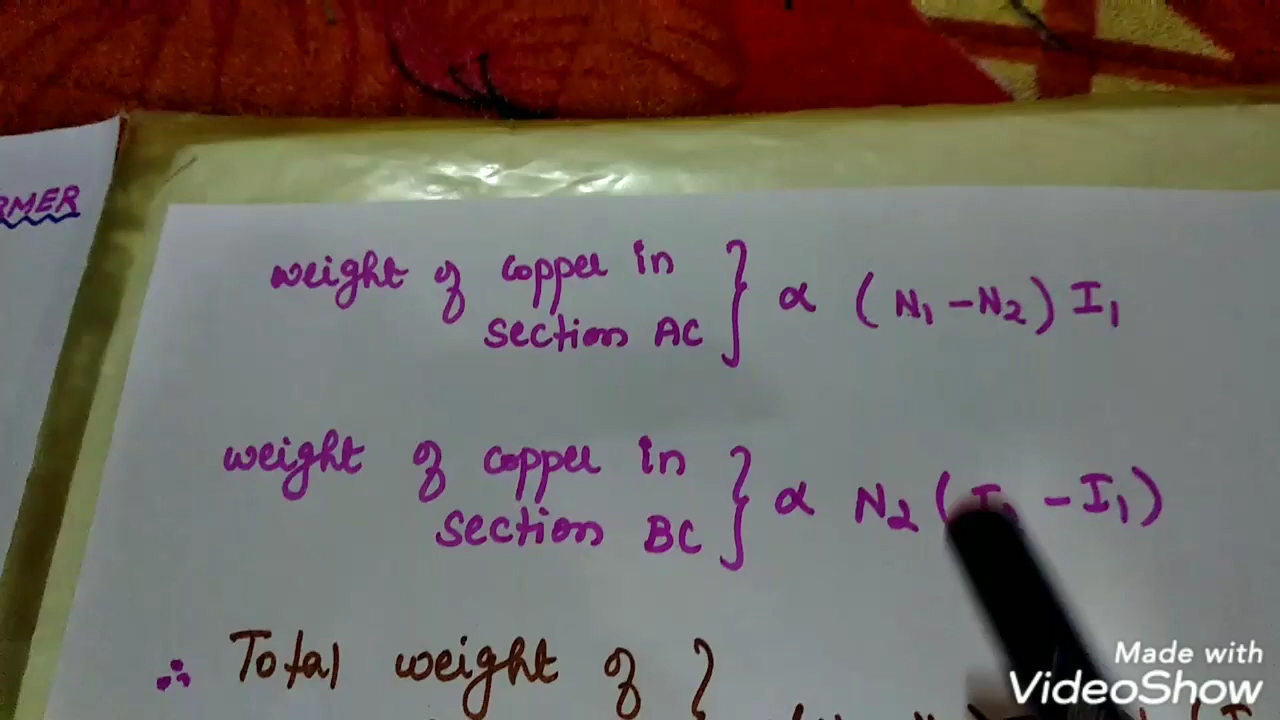 RMER
weight of copper in
section AC } α (N₁ - N₂) I₁
weight of copper in
section BC } α N₂ ( - I₁)
∴ Total weight of }
Made with
VideoShow